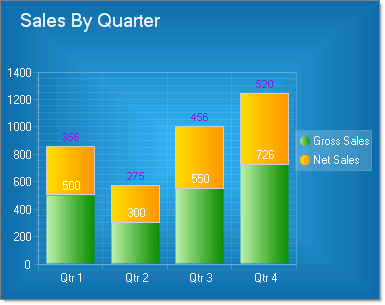 Sales By Quarter
1400
1200
1000
800
600
400
200
0
356
500
275
300
456
550
520
726
Qtr 1
Qtr 2
Qtr 3
Qtr 4
Gross Sales
Net Sales